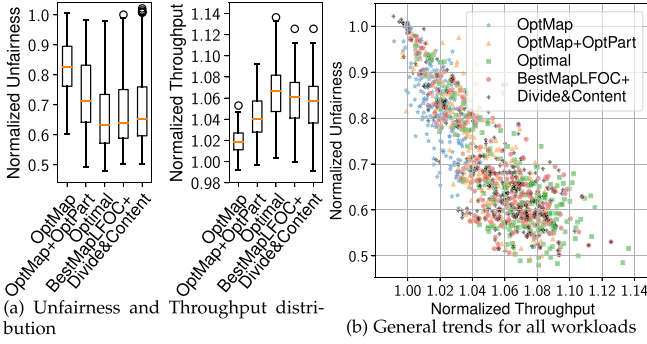 Normalized Unfairness
1.0
0.9
0.8
0.7
0.6
0.5
OptMap
OptMap+OptPart
Optimal
BestMapLFOC+
Divide&Content
Normalized Throughput
1.14
1.12
1.10
1.08
1.06
1.04
1.02
1.00
0.98
OptMap
OptMap+OptPart
Optimal
BestMapLFOC+
Divide&Content
(a) Unfairness and Throughput distri-
bution
Normalized Unfairness
1.0
0.9
0.8
0.7
0.6
0.5
OptMap
OptMap+OptPart
Optimal
BestMapLFOC+
Divide&Content
1.00 1.02 1.04 1.06 1.08 1.10 1.12 1.14
Normalized Throughput
(b) General trends for all workloads